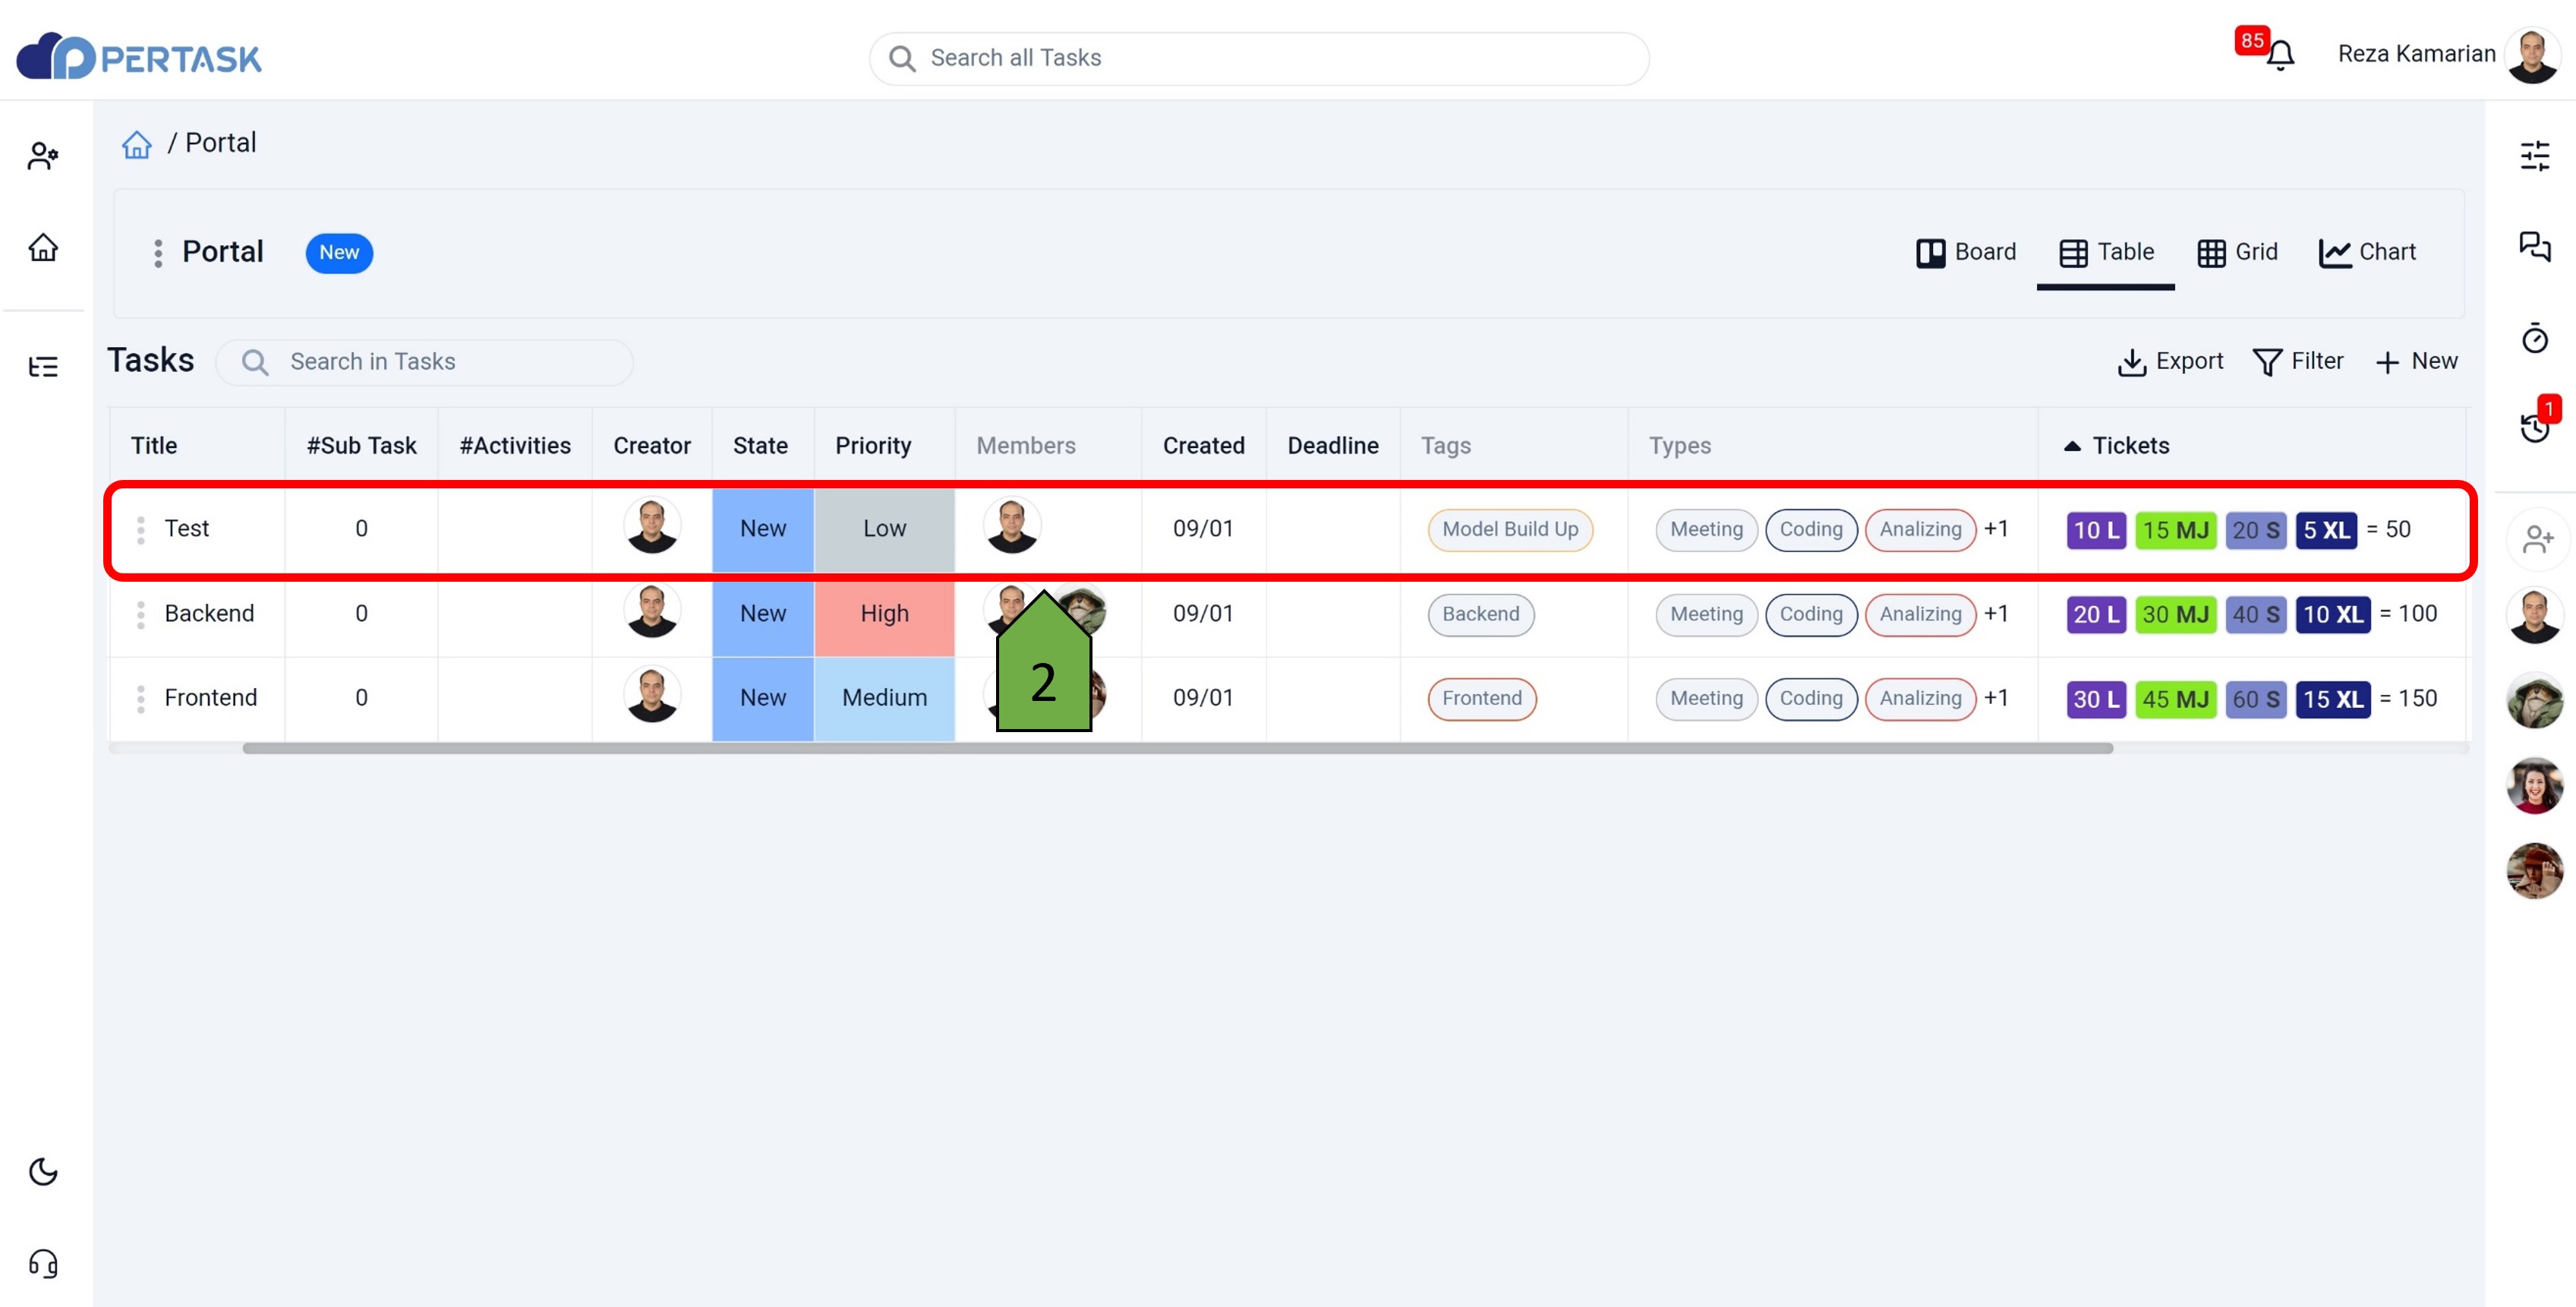 PERTASK
Search all Tasks
85
Reza Kamarian
/ Portal
Portal New
Board Table Grid Chart
Tasks Search in Tasks
Export Filter + New
1
Title #Sub Task #Activities Creator State Priority Members Created Deadline Tags Types Tickets
Test 0 New Low 09/01 Model Build Up Meeting Coding Analizing +1 10 L 15 MJ 20 S 5 XL = 50
Backend 0 New High 09/01 Backend Meeting Coding Analizing +1 20 L 30 MJ 40 S 10 XL = 100
2
Frontend 0 New Medium 09/01 Frontend Meeting Coding Analizing +1 30 L 45 MJ 60 S 15 XL = 150